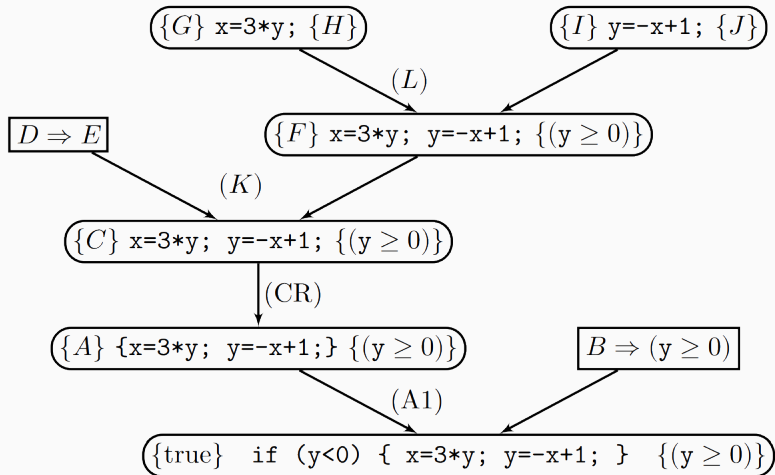 {G} x=3*y; {H} {I} y=-x+1; {J}
(L)
D ⇒ E {F} x=3*y; y=-x+1; {(y ≥ 0)}
(K)
{C} x=3*y; y=-x+1; {(y ≥ 0)}
(CR)
{A} {x=3*y; y=-x+1;} {(y ≥ 0)} B ⇒ (y ≥ 0)
(A1)
{true} if (y<0) { x=3*y; y=-x+1; } {(y ≥ 0)}